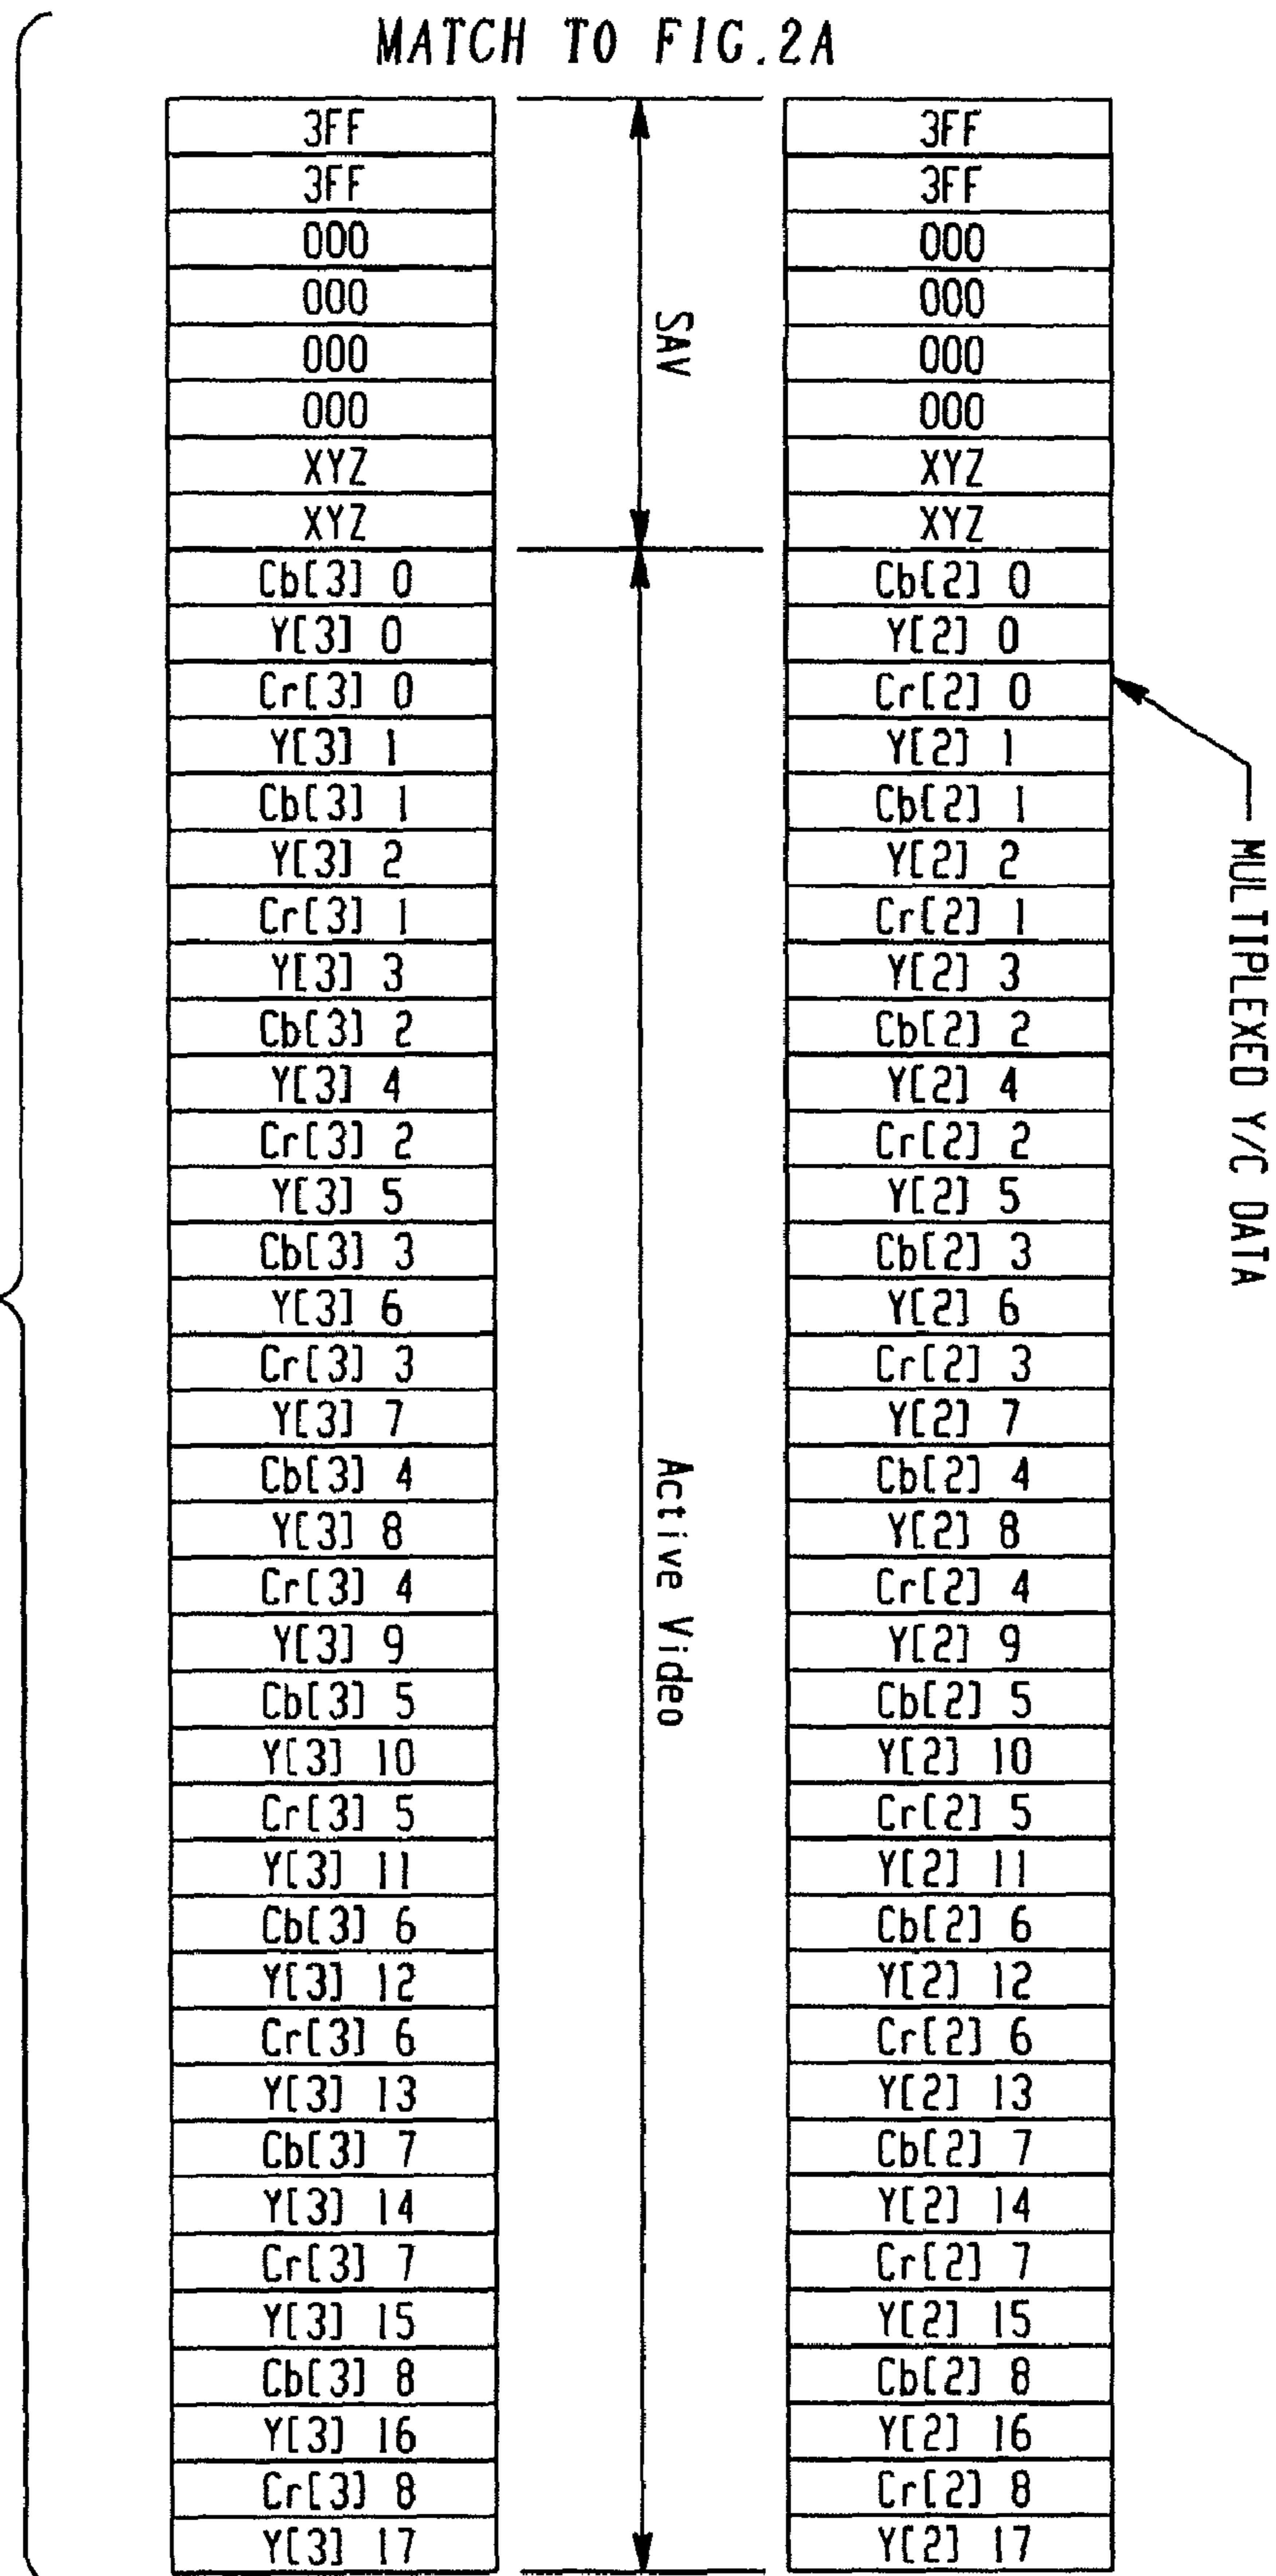 MATCH TO FIG.2A
3FF 3FF
3FF 3FF
000 000
000 000
000 000
000 000
XYZ XYZ
XYZ XYZ
SAV
Cb[3] 0 Cb[2] 0
Y[3] 0 Y[2] 0
Cr[3] 0 Cr[2] 0
Y[3] 1 Y[2] 1
Cb[3] 1 Cb[2] 1
Y[3] 2 Y[2] 2
Cr[3] 1 Cr[2] 1
Y[3] 3 Y[2] 3
Cb[3] 2 Cb[2] 2
Y[3] 4 Y[2] 4
Cr[3] 2 Cr[2] 2
Y[3] 5 Y[2] 5
Cb[3] 3 Cb[2] 3
Y[3] 6 Y[2] 6
Cr[3] 3 Cr[2] 3
Y[3] 7 Y[2] 7
Cb[3] 4 Cb[2] 4
Y[3] 8 Y[2] 8
Cr[3] 4 Cr[2] 4
Y[3] 9 Y[2] 9
Cb[3] 5 Cb[2] 5
Y[3] 10 Y[2] 10
Cr[3] 5 Cr[2] 5
Y[3] 11 Y[2] 11
Cb[3] 6 Cb[2] 6
Y[3] 12 Y[2] 12
Cr[3] 6 Cr[2] 6
Y[3] 13 Y[2] 13
Cb[3] 7 Cb[2] 7
Y[3] 14 Y[2] 14
Cr[3] 7 Cr[2] 7
Y[3] 15 Y[2] 15
Cb[3] 8 Cb[2] 8
Y[3] 16 Y[2] 16
Cr[3] 8 Cr[2] 8
Y[3] 17 Y[2] 17
Active Video
MULTIPLEXED Y/C DATA